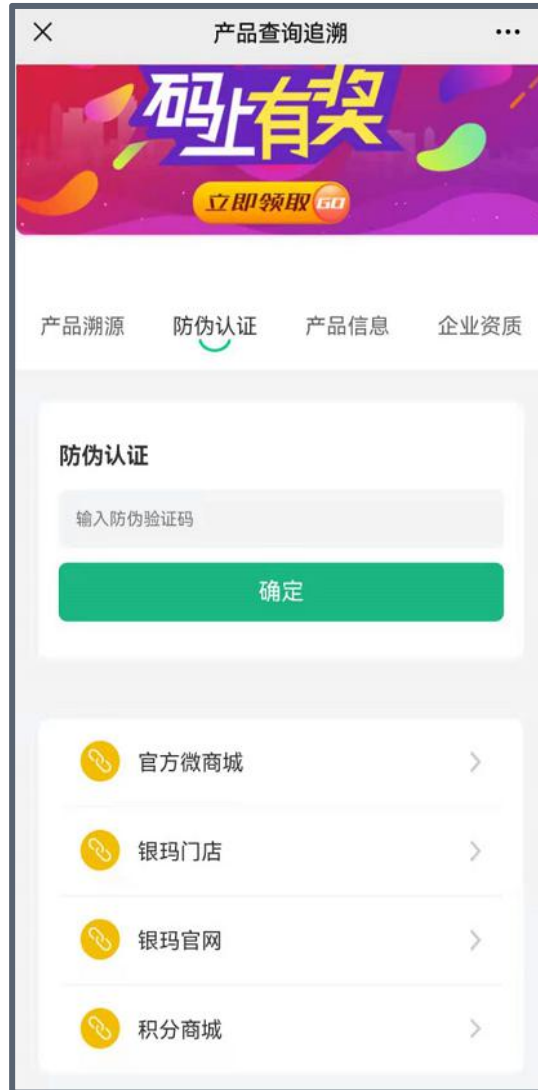 产品查询追溯
码上有奖
立即领取GO
产品溯源 防伪认证 产品信息 企业资质
防伪认证
输入防伪验证码
确定
官方微商城
银玛门店
银玛官网
积分商城